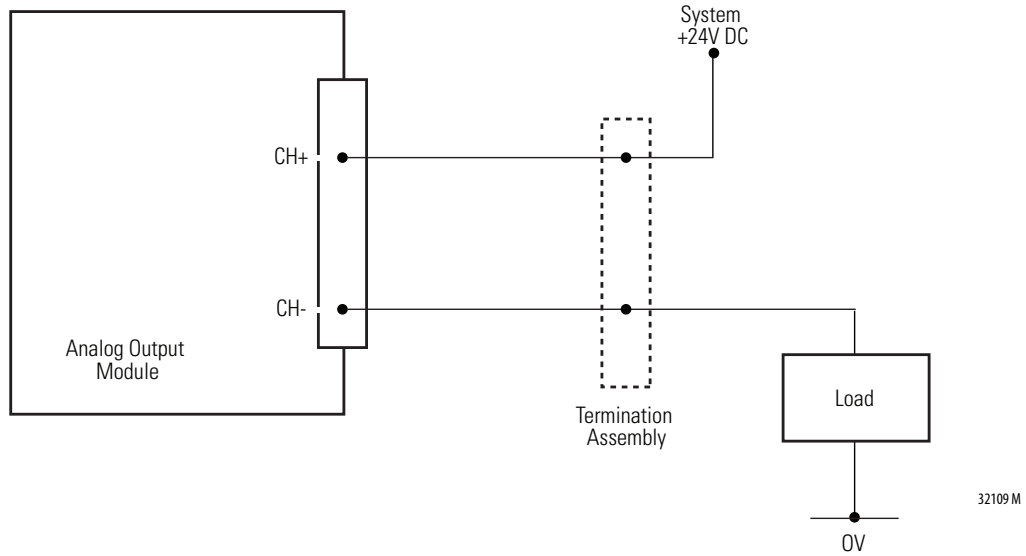 System
+24V DC
CH+
CH-
Analog Output
Module
Termination
Assembly
Load
32109 M
0V